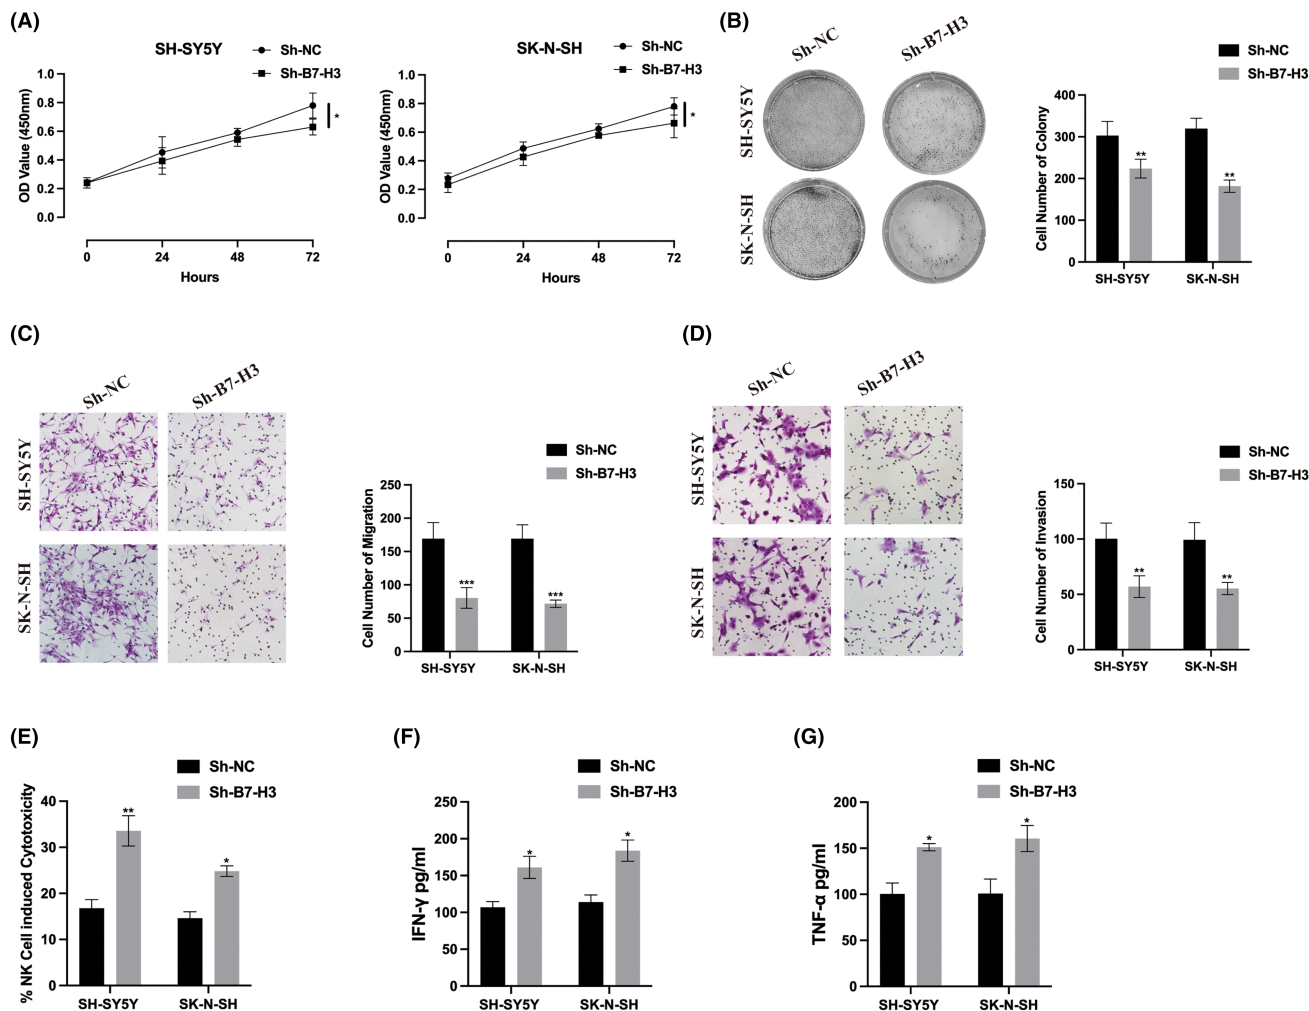 (A)
SH-SY5Y
Sh-NC
Sh-B7-H3
OD Value (450nm)
1.0
0.8
0.6
0.4
0.2
0.0
*
0 24 48 72
Hours
SK-N-SH
Sh-NC
Sh-B7-H3
OD Value (450nm)
1.0
0.8
0.6
0.4
0.2
0.0
*
0 24 48 72
Hours
(B)
Sh-NC Sh-B7-H3
SH-SY5Y
SK-N-SH
Sh-NC
Sh-B7-H3
Cell Number of Colony
400
300
200
100
0
** **
SH-SY5Y SK-N-SH
(C)
Sh-NC Sh-B7-H3
SH-SY5Y
SK-N-SH
Sh-NC
Sh-B7-H3
Cell Number of Migration
250
200
150
100
50
0
*** ***
SH-SY5Y SK-N-SH
(D)
Sh-NC Sh-B7-H3
SH-SY5Y
SK-N-SH
Sh-NC
Sh-B7-H3
Cell Number of Invasion
150
100
50
0
** **
SH-SY5Y SK-N-SH
(E)
Sh-NC
Sh-B7-H3
% NK Cell induced Cytotoxicity
40
30
20
10
0
** *
SH-SY5Y SK-N-SH
(F)
Sh-NC
Sh-B7-H3
IFN-γ pg/ml
250
200
150
100
50
0
* *
SH-SY5Y SK-N-SH
(G)
Sh-NC
Sh-B7-H3
TNF-α pg/ml
200
150
100
50
0
* *
SH-SY5Y SK-N-SH